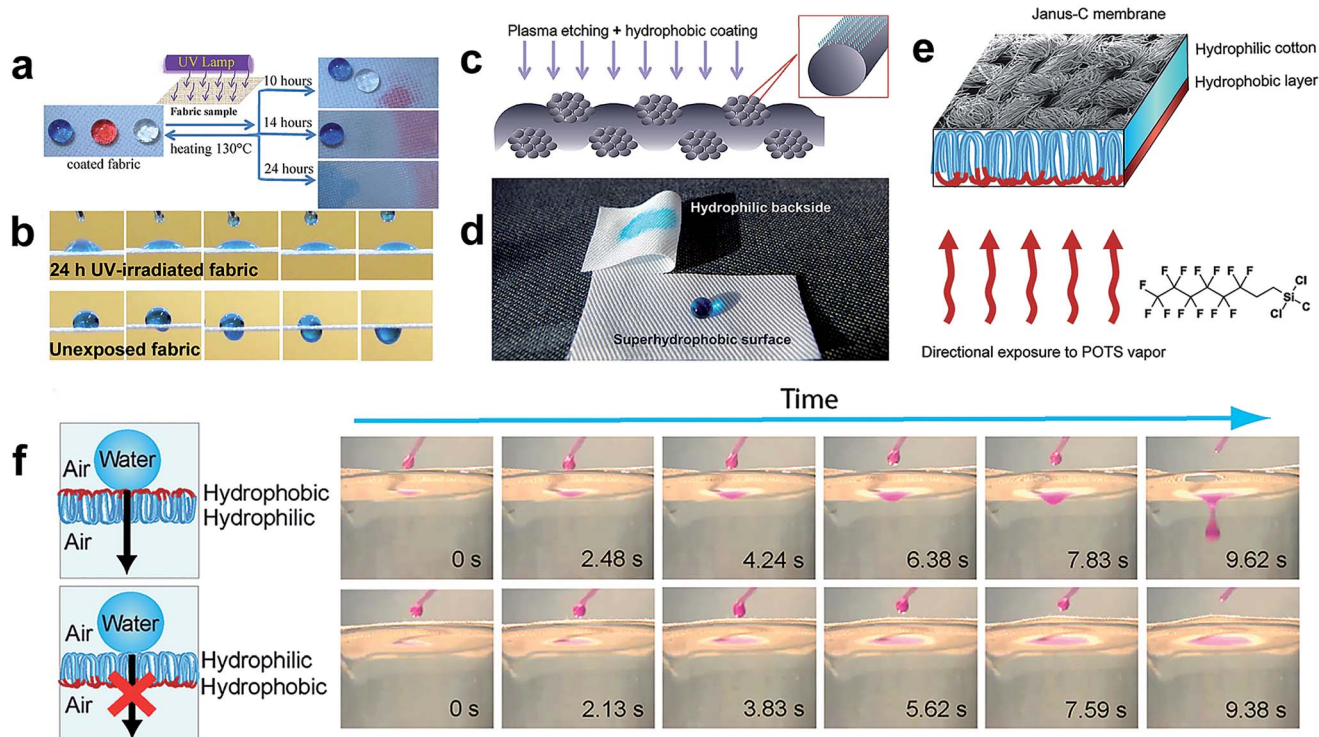 a
UV Lamp
Fabric sample
10 hours
14 hours
24 hours
heating 130°C
coated fabric
b
24 h UV-irradiated fabric
Unexposed fabric
c
Plasma etching + hydrophobic coating
d
Hydrophilic backside
Superhydrophobic surface
e
Janus-C membrane
Hydrophilic cotton
Hydrophobic layer
F F F F F F
F
F
F F F F F F
Si
Cl
C
Cl
Directional exposure to POTS vapor
f
Time
Air
Water
Hydrophobic
Hydrophilic
Air
0 s
2.48 s
4.24 s
6.38 s
7.83 s
9.62 s
Air
Water
Hydrophilic
Hydrophobic
Air
0 s
2.13 s
3.83 s
5.62 s
7.59 s
9.38 s